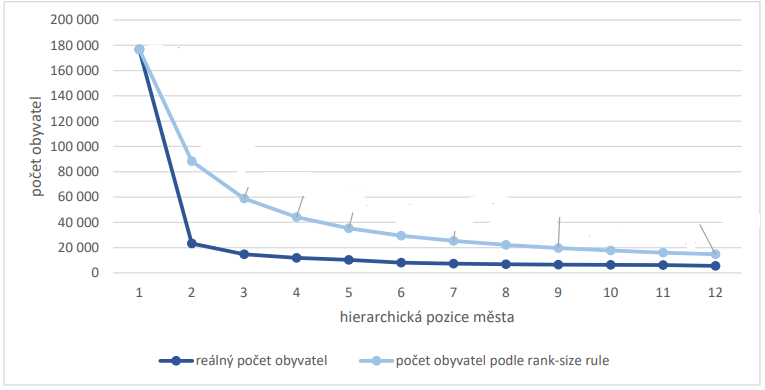 200 000
180 000
160 000
140 000
120 000
100 000
80 000
60 000
40 000
20 000
0
počet obyvatel
1 2 3 4 5 6 7 8 9 10 11 12
hierarchická pozice města
reálný počet obyvatel počet obyvatel podle rank-size rule